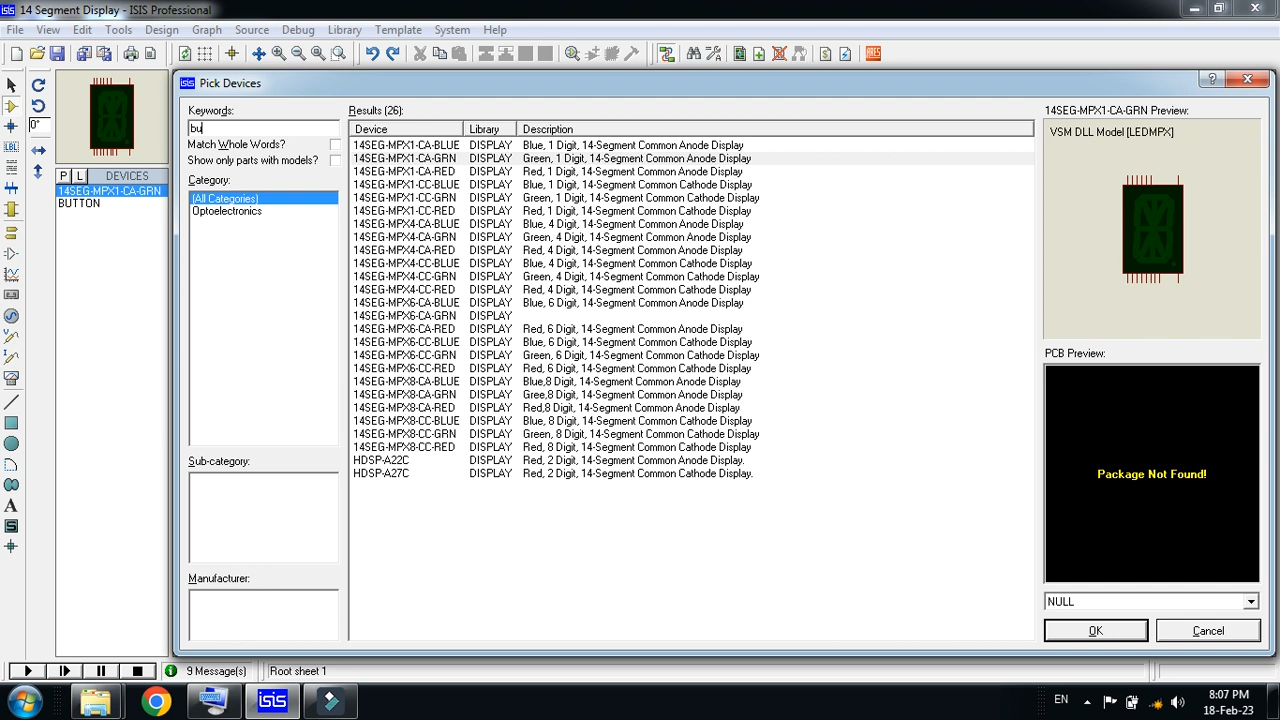 14 Segment Display - ISIS Professional
File View Edit Tools Design Graph Source Debug Library Template System Help
ARES
Pick Devices
Keywords:
bu
Match Whole Words?
Show only parts with models?
Category:
(All Categories)
Optoelectronics
Sub-category:
Manufacturer:
0°
LBL
P L DEVICES
14SEG-MPX1-CA-GRN
BUTTON
Results (26):
Device Library Description
14SEG-MPX1-CA-BLUE DISPLAY Blue, 1 Digit, 14-Segment Common Anode Display
14SEG-MPX1-CA-GRN DISPLAY Green, 1 Digit, 14-Segment Common Anode Display
14SEG-MPX1-CA-RED DISPLAY Red, 1 Digit, 14-Segment Common Anode Display
14SEG-MPX1-CC-BLUE DISPLAY Blue, 1 Digit, 14-Segment Common Cathode Display
14SEG-MPX1-CC-GRN DISPLAY Green, 1 Digit, 14-Segment Common Cathode Display
14SEG-MPX1-CC-RED DISPLAY Red, 1 Digit, 14-Segment Common Cathode Display
14SEG-MPX4-CA-BLUE DISPLAY Blue, 4 Digit, 14-Segment Common Anode Display
14SEG-MPX4-CA-GRN DISPLAY Green, 4 Digit, 14-Segment Common Anode Display
14SEG-MPX4-CA-RED DISPLAY Red, 4 Digit, 14-Segment Common Anode Display
14SEG-MPX4-CC-BLUE DISPLAY Blue, 4 Digit, 14-Segment Common Cathode Display
14SEG-MPX4-CC-GRN DISPLAY Green, 4 Digit, 14-Segment Common Cathode Display
14SEG-MPX4-CC-RED DISPLAY Red, 4 Digit, 14-Segment Common Cathode Display
14SEG-MPX6-CA-BLUE DISPLAY Blue, 6 Digit, 14-Segment Common Anode Display
14SEG-MPX6-CA-GRN DISPLAY
14SEG-MPX6-CA-RED DISPLAY Red, 6 Digit, 14-Segment Common Anode Display
14SEG-MPX6-CC-BLUE DISPLAY Blue, 6 Digit, 14-Segment Common Cathode Display
14SEG-MPX6-CC-GRN DISPLAY Green, 6 Digit, 14-Segment Common Cathode Display
14SEG-MPX6-CC-RED DISPLAY Red, 6 Digit, 14-Segment Common Cathode Display
14SEG-MPX8-CA-BLUE DISPLAY Blue,8 Digit, 14-Segment Common Anode Display
14SEG-MPX8-CA-GRN DISPLAY Gree,8 Digit, 14-Segment Common Anode Display
14SEG-MPX8-CA-RED DISPLAY Red,8 Digit, 14-Segment Common Anode Display
14SEG-MPX8-CC-BLUE DISPLAY Blue, 8 Digit, 14-Segment Common Cathode Display
14SEG-MPX8-CC-GRN DISPLAY Green, 8 Digit, 14-Segment Common Cathode Display
14SEG-MPX8-CC-RED DISPLAY Red, 8 Digit, 14-Segment Common Cathode Display
HDSP-A22C DISPLAY Red, 2 Digit, 14-Segment Common Anode Display.
HDSP-A27C DISPLAY Red, 2 Digit, 14-Segment Common Cathode Display.
14SEG-MPX1-CA-GRN Preview:
VSM DLL Model [LEDMPX]
PCB Preview:
Package Not Found!
NULL
OK Cancel
9 Message(s) Root sheet 1
isis
EN
8:07 PM
18-Feb-23